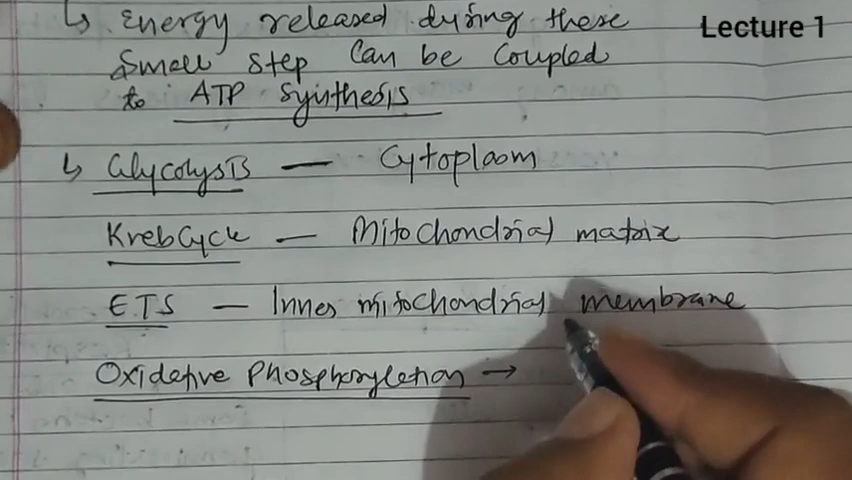 ↳ Energy released during these
Lecture 1
Small step can be coupled
to ATP synthesis
↳ Glycolysis — Cytoplasm
Kreb Cycle — Mitochondrial matrix
ETS — Inner mitochondrial membrane
Oxidative Phosphorylation →